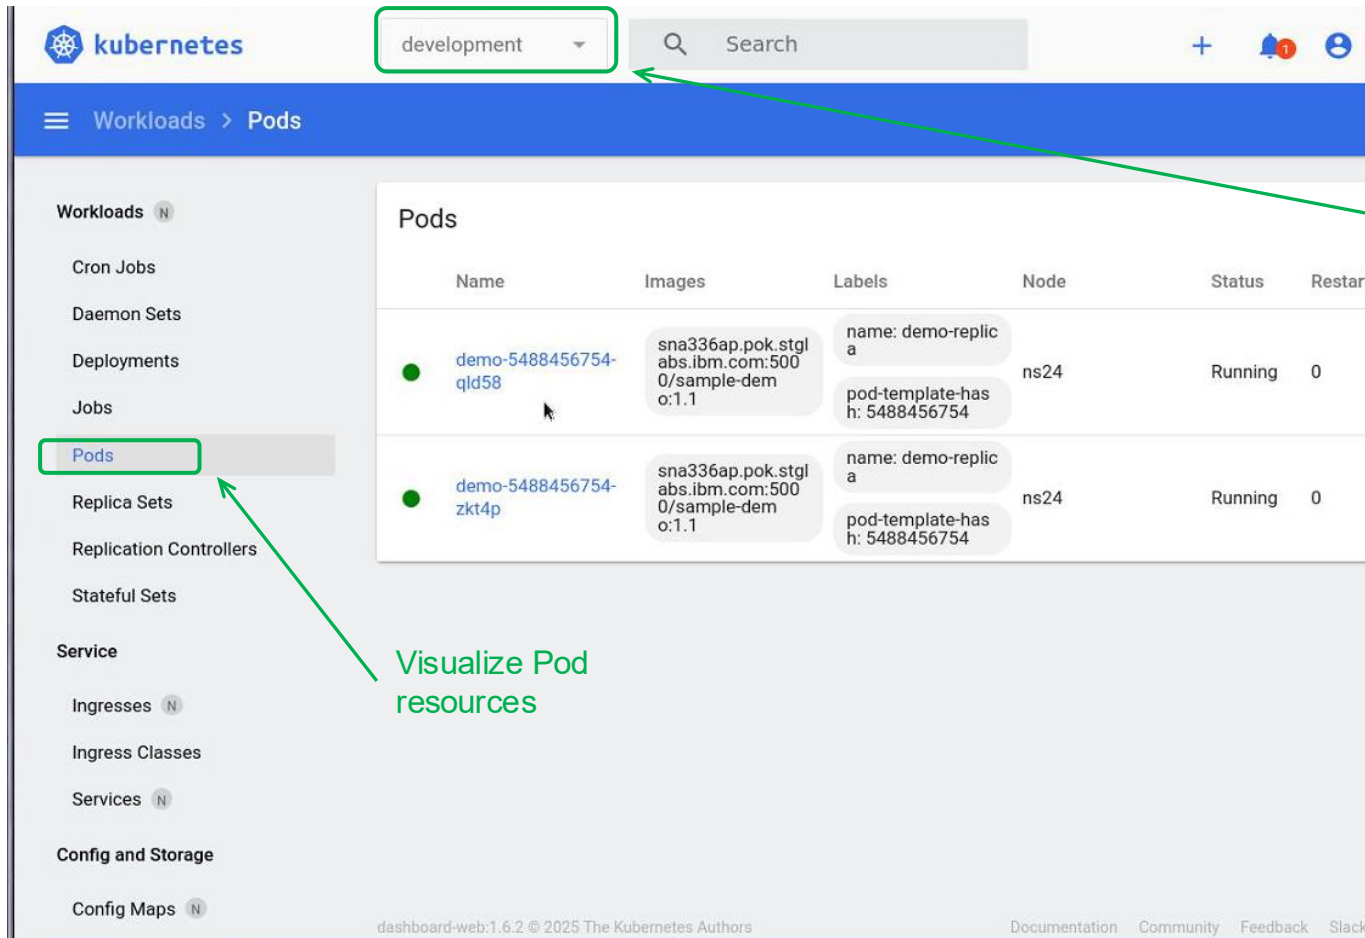 kubernetes
development
Search
1
Workloads > Pods
Workloads N
Cron Jobs
Daemon Sets
Deployments
Jobs
Pods
Replica Sets
Replication Controllers
Stateful Sets
Service
Ingresses N
Ingress Classes
Services N
Config and Storage
Config Maps N
Pods
Name Images Labels Node Status Restar
demo-5488456754-
qld58
sna336ap.pok.stgl
abs.ibm.com:500
0/sample-dem
o:1.1
name: demo-replic
a
pod-template-has
h: 5488456754
ns24
Running
0
demo-5488456754-
zkt4p
sna336ap.pok.stgl
abs.ibm.com:500
0/sample-dem
o:1.1
name: demo-replic
a
pod-template-has
h: 5488456754
ns24
Running
0
Visualize Pod
resources
dashboard-web:1.6.2 © 2025 The Kubernetes Authors
Documentation Community Feedback Slack